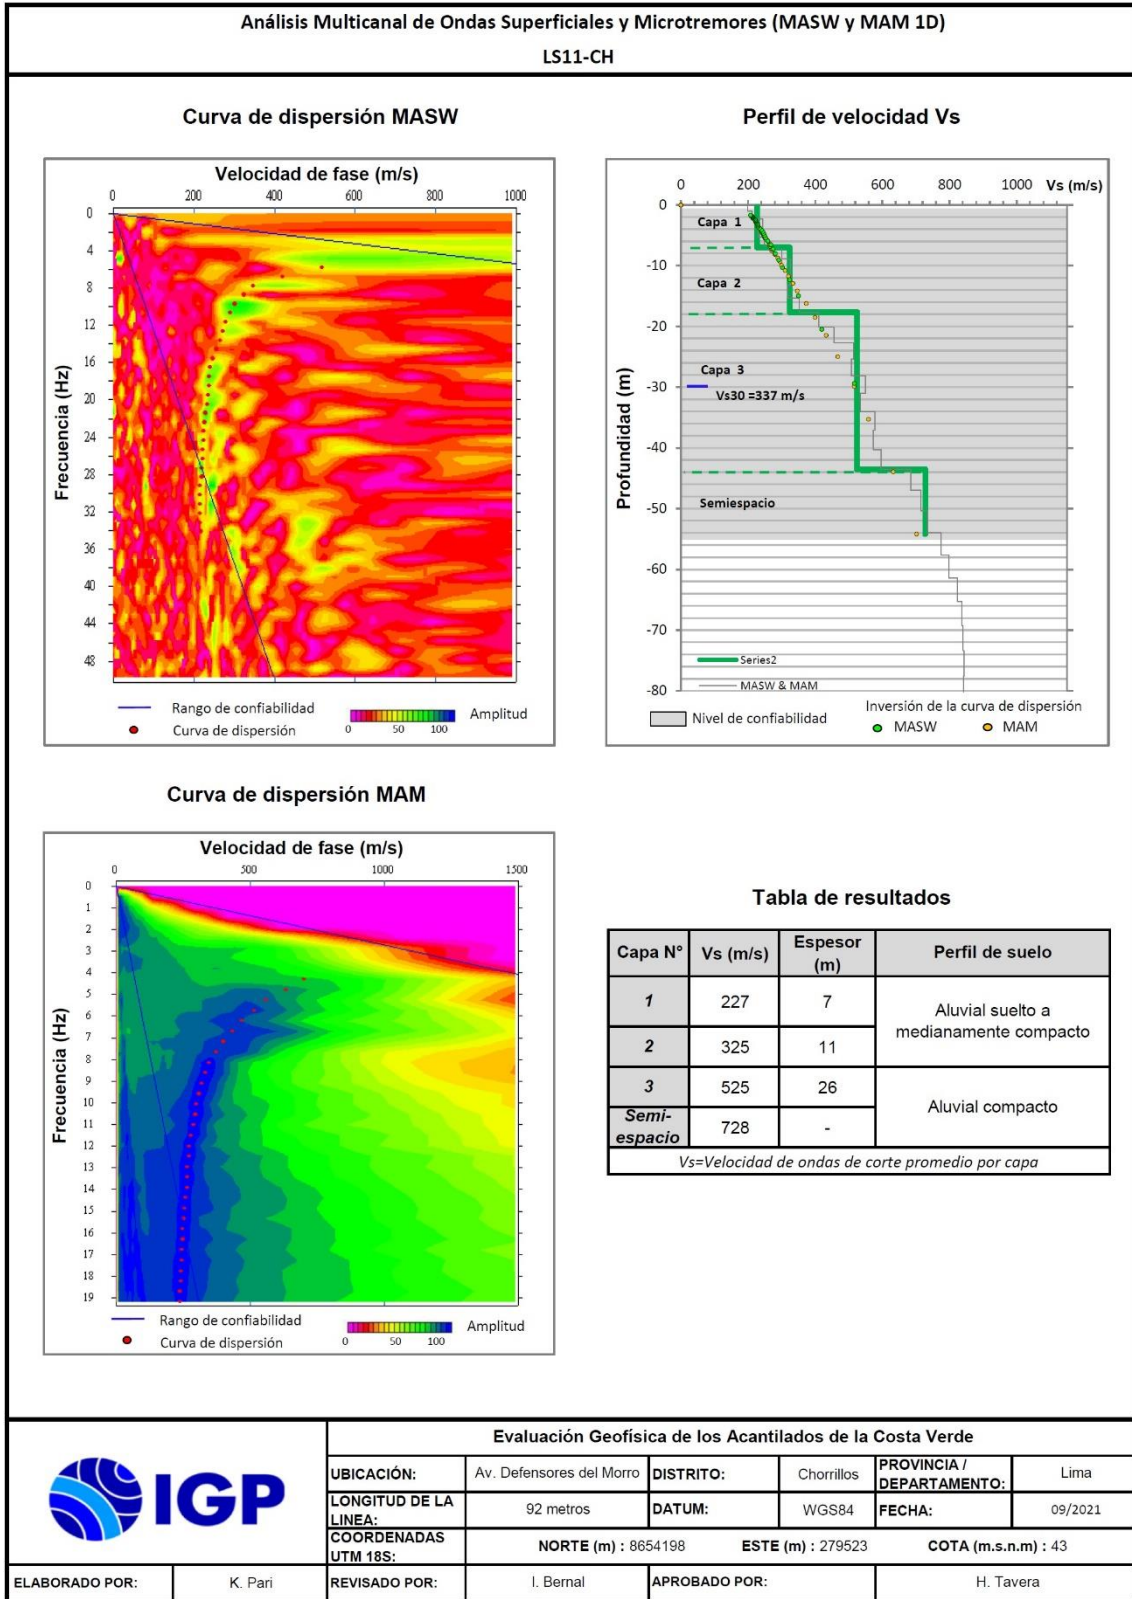 Análisis Multicanal de Ondas Superficiales y Microtremores (MASW y MAM 1D)
LS11-CH
Curva de dispersión MASW
Velocidad de fase (m/s)
0 200 400 600 800 1000
Frecuencia (Hz)
0
4
8
12
16
20
24
28
32
36
40
44
48
Rango de confiabilidad
Curva de dispersión
0 50 100
Amplitud
Perfil de velocidad Vs
0 200 400 600 800 1000 Vs (m/s)
Profundidad (m)
0
-10
-20
-30
-40
-50
-60
-70
-80
Capa 1
Capa 2
Capa 3
Vs30 =337 m/s
Semiespacio
Series2
MASW & MAM
Nivel de confiabilidad
Inversión de la curva de dispersión
MASW MAM
Curva de dispersión MAM
Velocidad de fase (m/s)
0 500 1000 1500
Frecuencia (Hz)
0
1
2
3
4
5
6
7
8
9
10
11
12
13
14
15
16
17
18
19
Rango de confiabilidad
Curva de dispersión
0 50 100
Amplitud
Tabla de resultados
Capa N° Vs (m/s) Espesor (m) Perfil de suelo
1 227 7
Aluvial suelto a medianamente compacto
2 325 11
3 525 26
Aluvial compacto
Semi-espacio 728 -
Vs=Velocidad de ondas de corte promedio por capa
IGP
Evaluación Geofísica de los Acantilados de la Costa Verde
UBICACIÓN: Av. Defensores del Morro DISTRITO: Chorrillos PROVINCIA / DEPARTAMENTO: Lima
LONGITUD DE LA LINEA: 92 metros DATUM: WGS84 FECHA: 09/2021
COORDENADAS UTM 18S: NORTE (m) : 8654198 ESTE (m) : 279523 COTA (m.s.n.m) : 43
ELABORADO POR: K. Pari REVISADO POR: I. Bernal APROBADO POR: H. Tavera